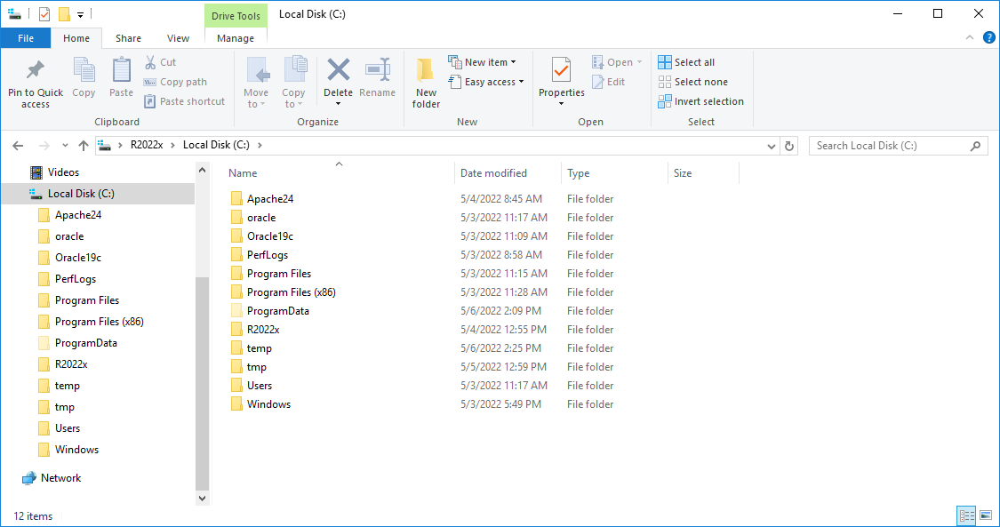 Drive Tools Local Disk (C:)
File Home Share View Manage ?
Pin to Quick access
Copy
Paste
Cut
Copy path
Paste shortcut
Clipboard
Move to
Copy to
Delete
Rename
Organize
New folder
New item
Easy access
New
Properties
Open
Edit
Open
Select all
Select none
Invert selection
Select
R2022x Local Disk (C:) Search Local Disk (C:)
Videos
Local Disk (C:)
Apache24
oracle
Oracle19c
PerfLogs
Program Files
Program Files (x86)
ProgramData
R2022x
temp
tmp
Users
Windows
Network
Name Date modified Type Size
Apache24 5/4/2022 8:45 AM File folder
oracle 5/3/2022 11:17 AM File folder
Oracle19c 5/3/2022 11:09 AM File folder
PerfLogs 5/3/2022 8:58 AM File folder
Program Files 5/3/2022 11:15 AM File folder
Program Files (x86) 5/3/2022 11:28 AM File folder
ProgramData 5/6/2022 2:09 PM File folder
R2022x 5/4/2022 12:55 PM File folder
temp 5/6/2022 2:25 PM File folder
tmp 5/5/2022 12:59 PM File folder
Users 5/3/2022 11:17 AM File folder
Windows 5/3/2022 5:49 PM File folder
12 items